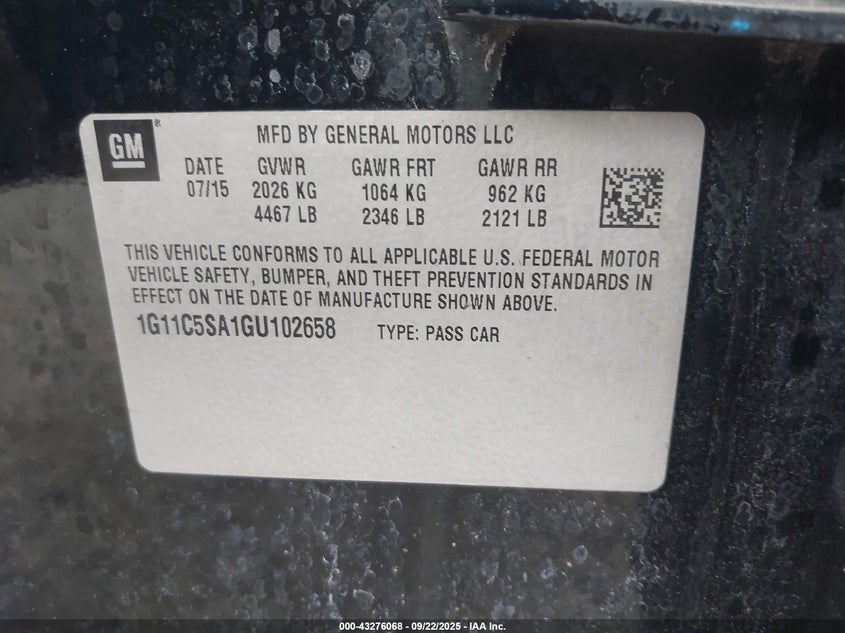 GM®
MFD BY GENERAL MOTORS LLC
DATE GVWR GAWR FRT GAWR RR
07/15 2026 KG 1064 KG 962 KG
4467 LB 2346 LB 2121 LB
THIS VEHICLE CONFORMS TO ALL APPLICABLE U.S. FEDERAL MOTOR
VEHICLE SAFETY, BUMPER, AND THEFT PREVENTION STANDARDS IN
EFFECT ON THE DATE OF MANUFACTURE SHOWN ABOVE.
1G11C5SA1GU102658 TYPE: PASS CAR
000-43276068 - 09/22/2025 - IAA Inc.